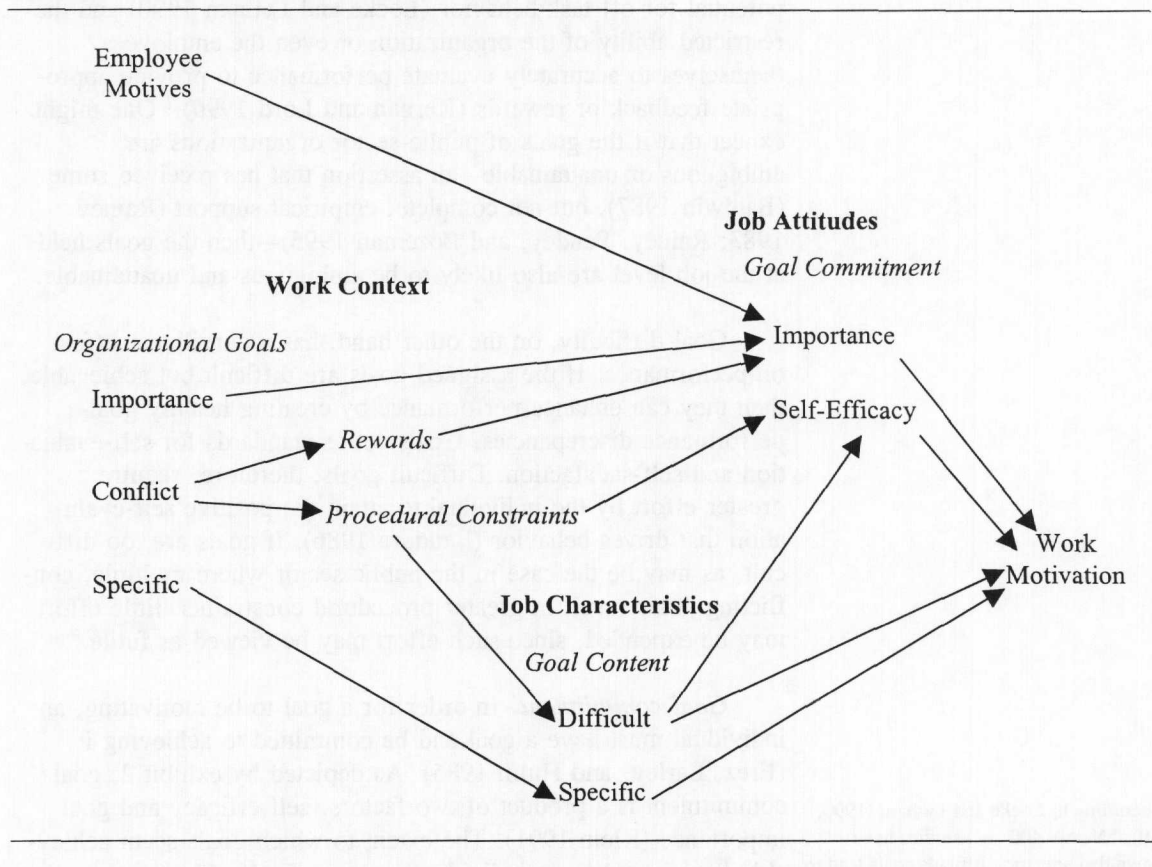 Employee
Motives
Job Attitudes
Goal Commitment
Work Context
Importance
Organizational Goals
Importance
Self-Efficacy
Rewards
Conflict
Procedural Constraints
Work
Motivation
Specific
Job Characteristics
Goal Content
Difficult
Specific